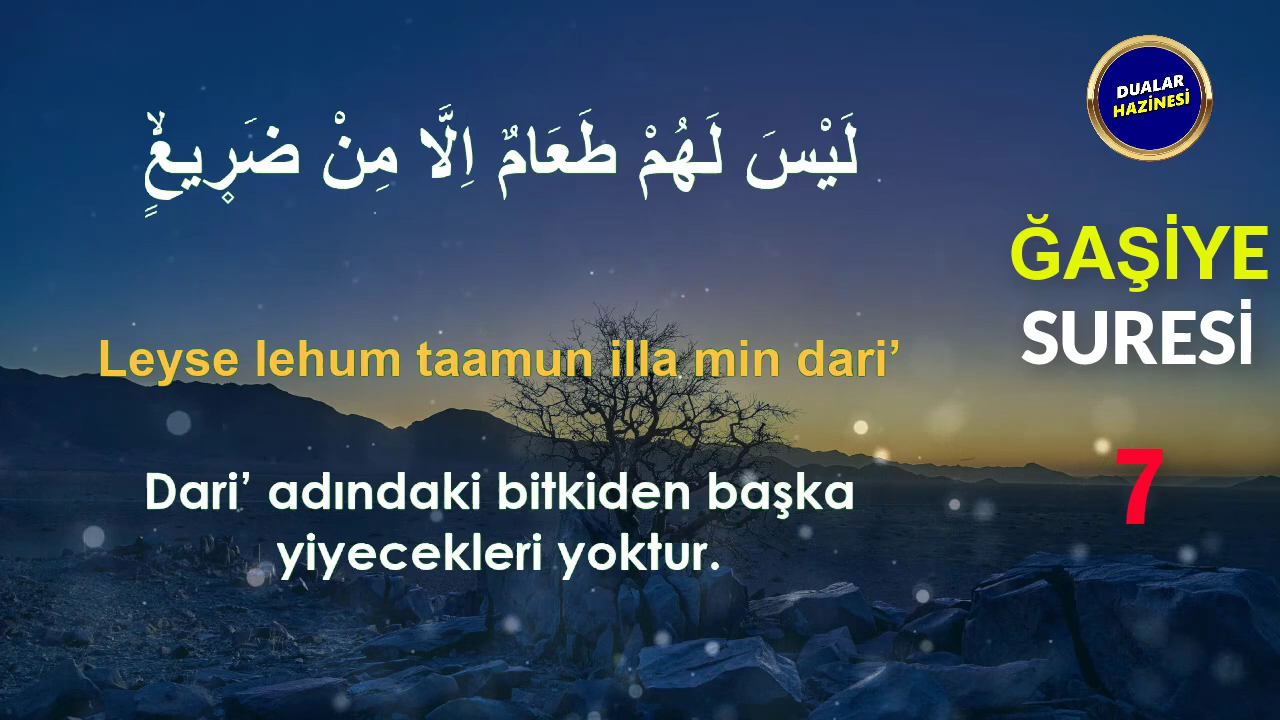 لَيْسَ لَهُمْ طَعَامٌ اِلَّا مِنْ ضَر۪يعٍۙ
Leyse lehum taamun illa min dari’
Dari’ adındaki bitkiden başka
yiyecekleri yoktur.
DUALAR
HAZİNESİ
ĞAŞİYE
SURESİ
7